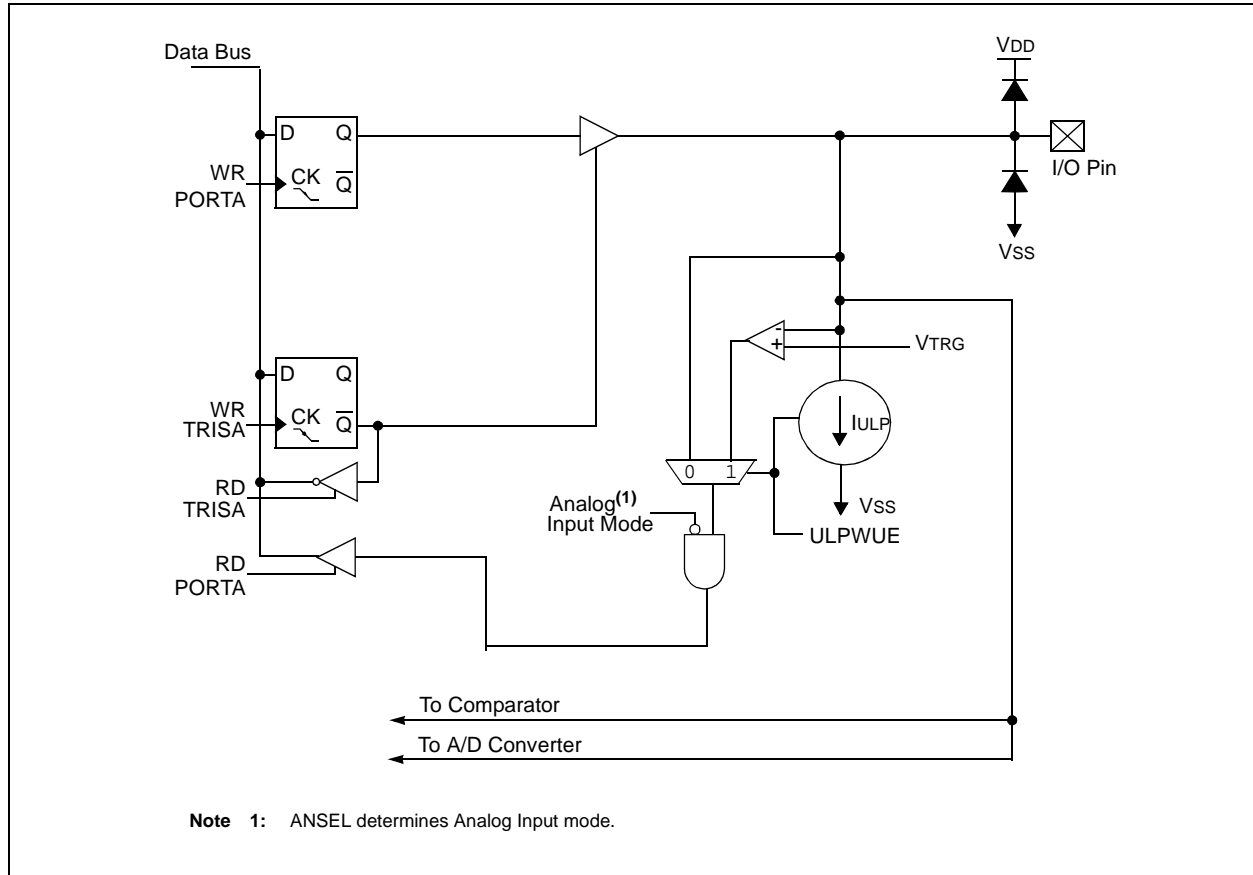 Data Bus
VDD
D Q
WR
PORTA
CK Q
I/O Pin
VSS
-
+
VTRG
D Q
WR
TRISA
CK Q
IULP
0 1
RD
TRISA
Analog(1)
Input Mode
VSS
ULPWUE
RD
PORTA
To Comparator
To A/D Converter
Note 1: ANSEL determines Analog Input mode.